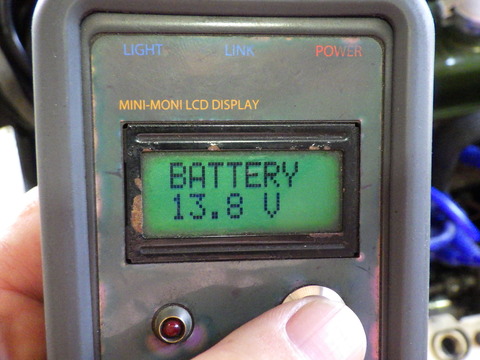 LIGHT LINK POWER
MINI-MONI LCD DISPLAY
BATTERY
13.8 V